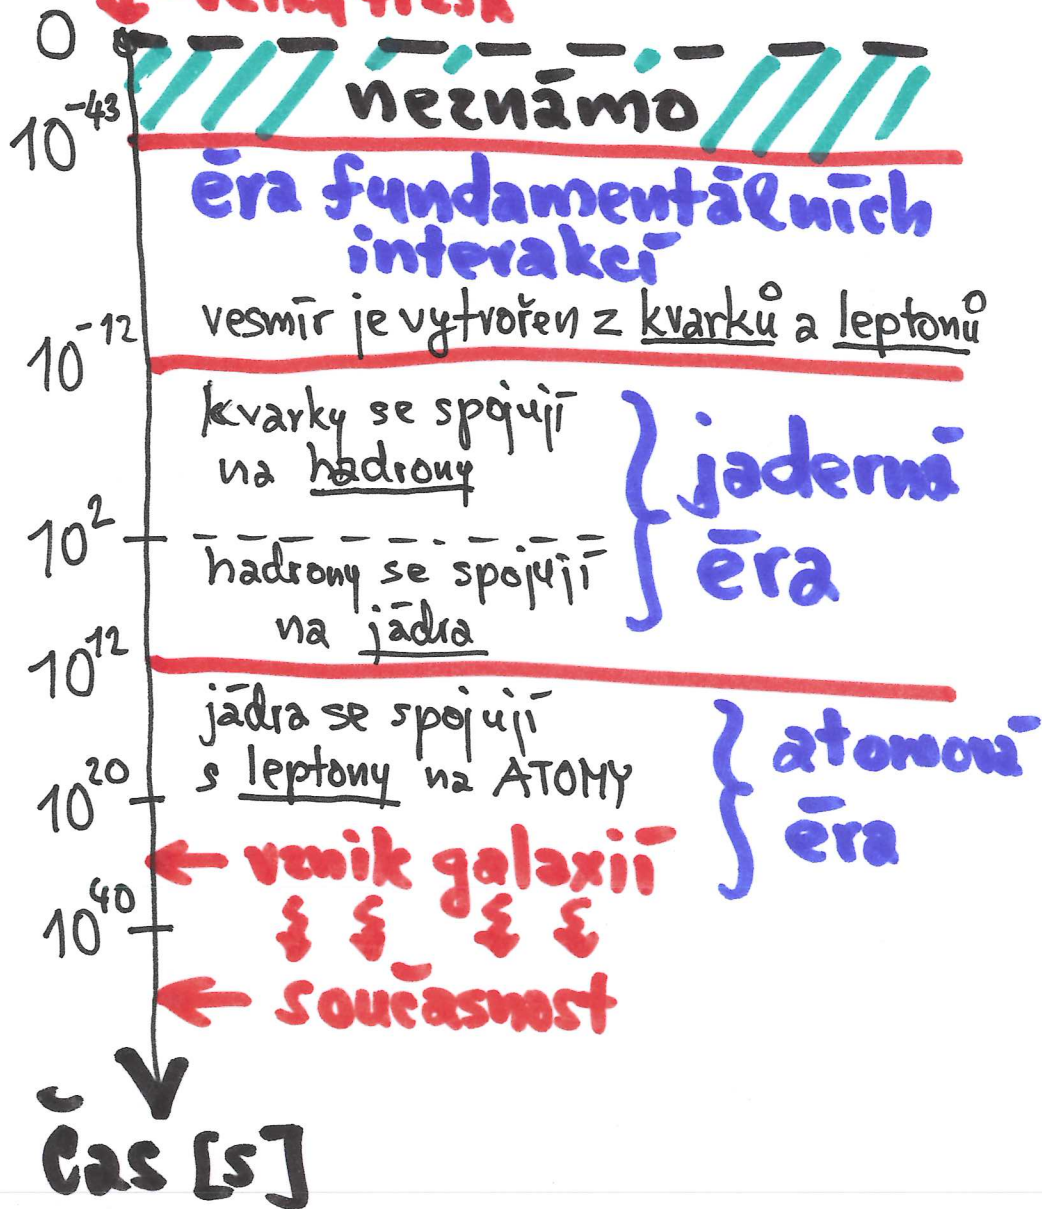 velký třesk
0
neznámo
10^-43
éra fundamentálních
interakcí
vesmír je vytvořen z kvarků a leptonů
10^-12
kvarky se spojují
na hadrony
jaderná
éra
10^2
hadrony se spojují
na jádra
10^12
jádra se spojují
s leptony na ATOMY
atomová
éra
10^20
vznik galaxií
10^40
současnost
čas [s]